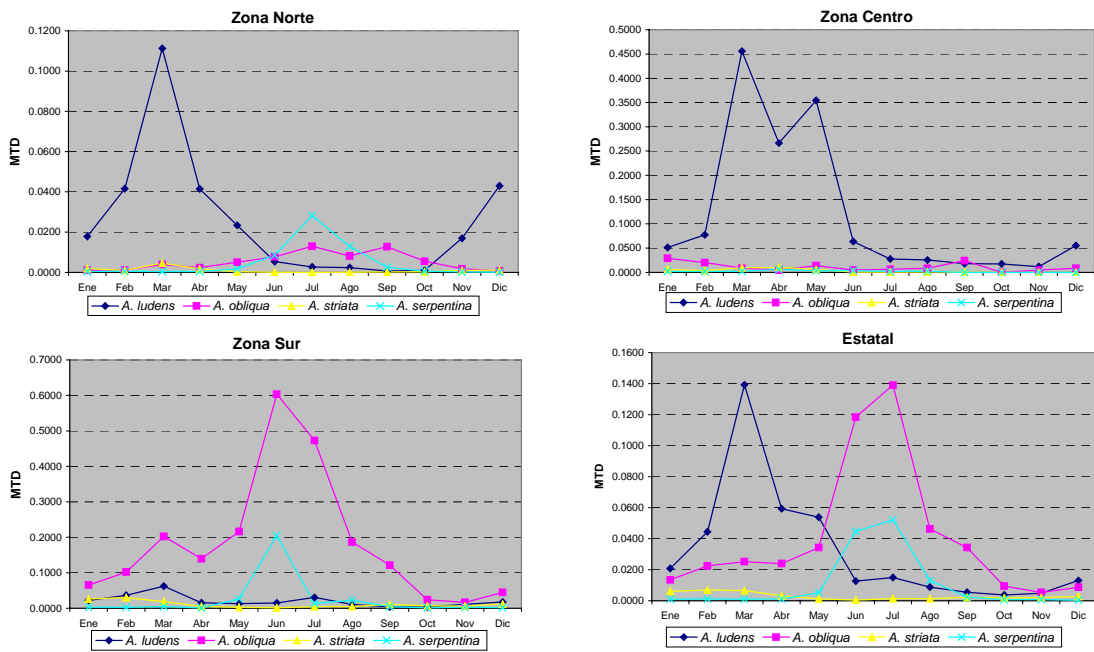 Zona Norte
0.1200
0.1000
0.0800
0.0600
0.0400
0.0200
0.0000
MTD
Ene Feb Mar Abr May Jun Jul Ago Sep Oct Nov Dic
A. ludens A. obliqua A. striata A. serpentina
Zona Centro
0.5000
0.4500
0.4000
0.3500
0.3000
0.2500
0.2000
0.1500
0.1000
0.0500
0.0000
MTD
Ene Feb Mar Abr May Jun Jul Ago Sep Oct Nov Dic
A. ludens A. obliqua A. striata A. serpentina
Zona Sur
0.7000
0.6000
0.5000
0.4000
0.3000
0.2000
0.1000
0.0000
MTD
Ene Feb Mar Abr May Jun Jul Ago Sep Oct Nov Dic
A. ludens A. obliqua A. striata A. serpentina
Estatal
0.1600
0.1400
0.1200
0.1000
0.0800
0.0600
0.0400
0.0200
0.0000
MTD
Ene Feb Mar Abr May Jun Jul Ago Sep Oct Nov Dic
A. ludens A. obliqua A. striata A. serpentina